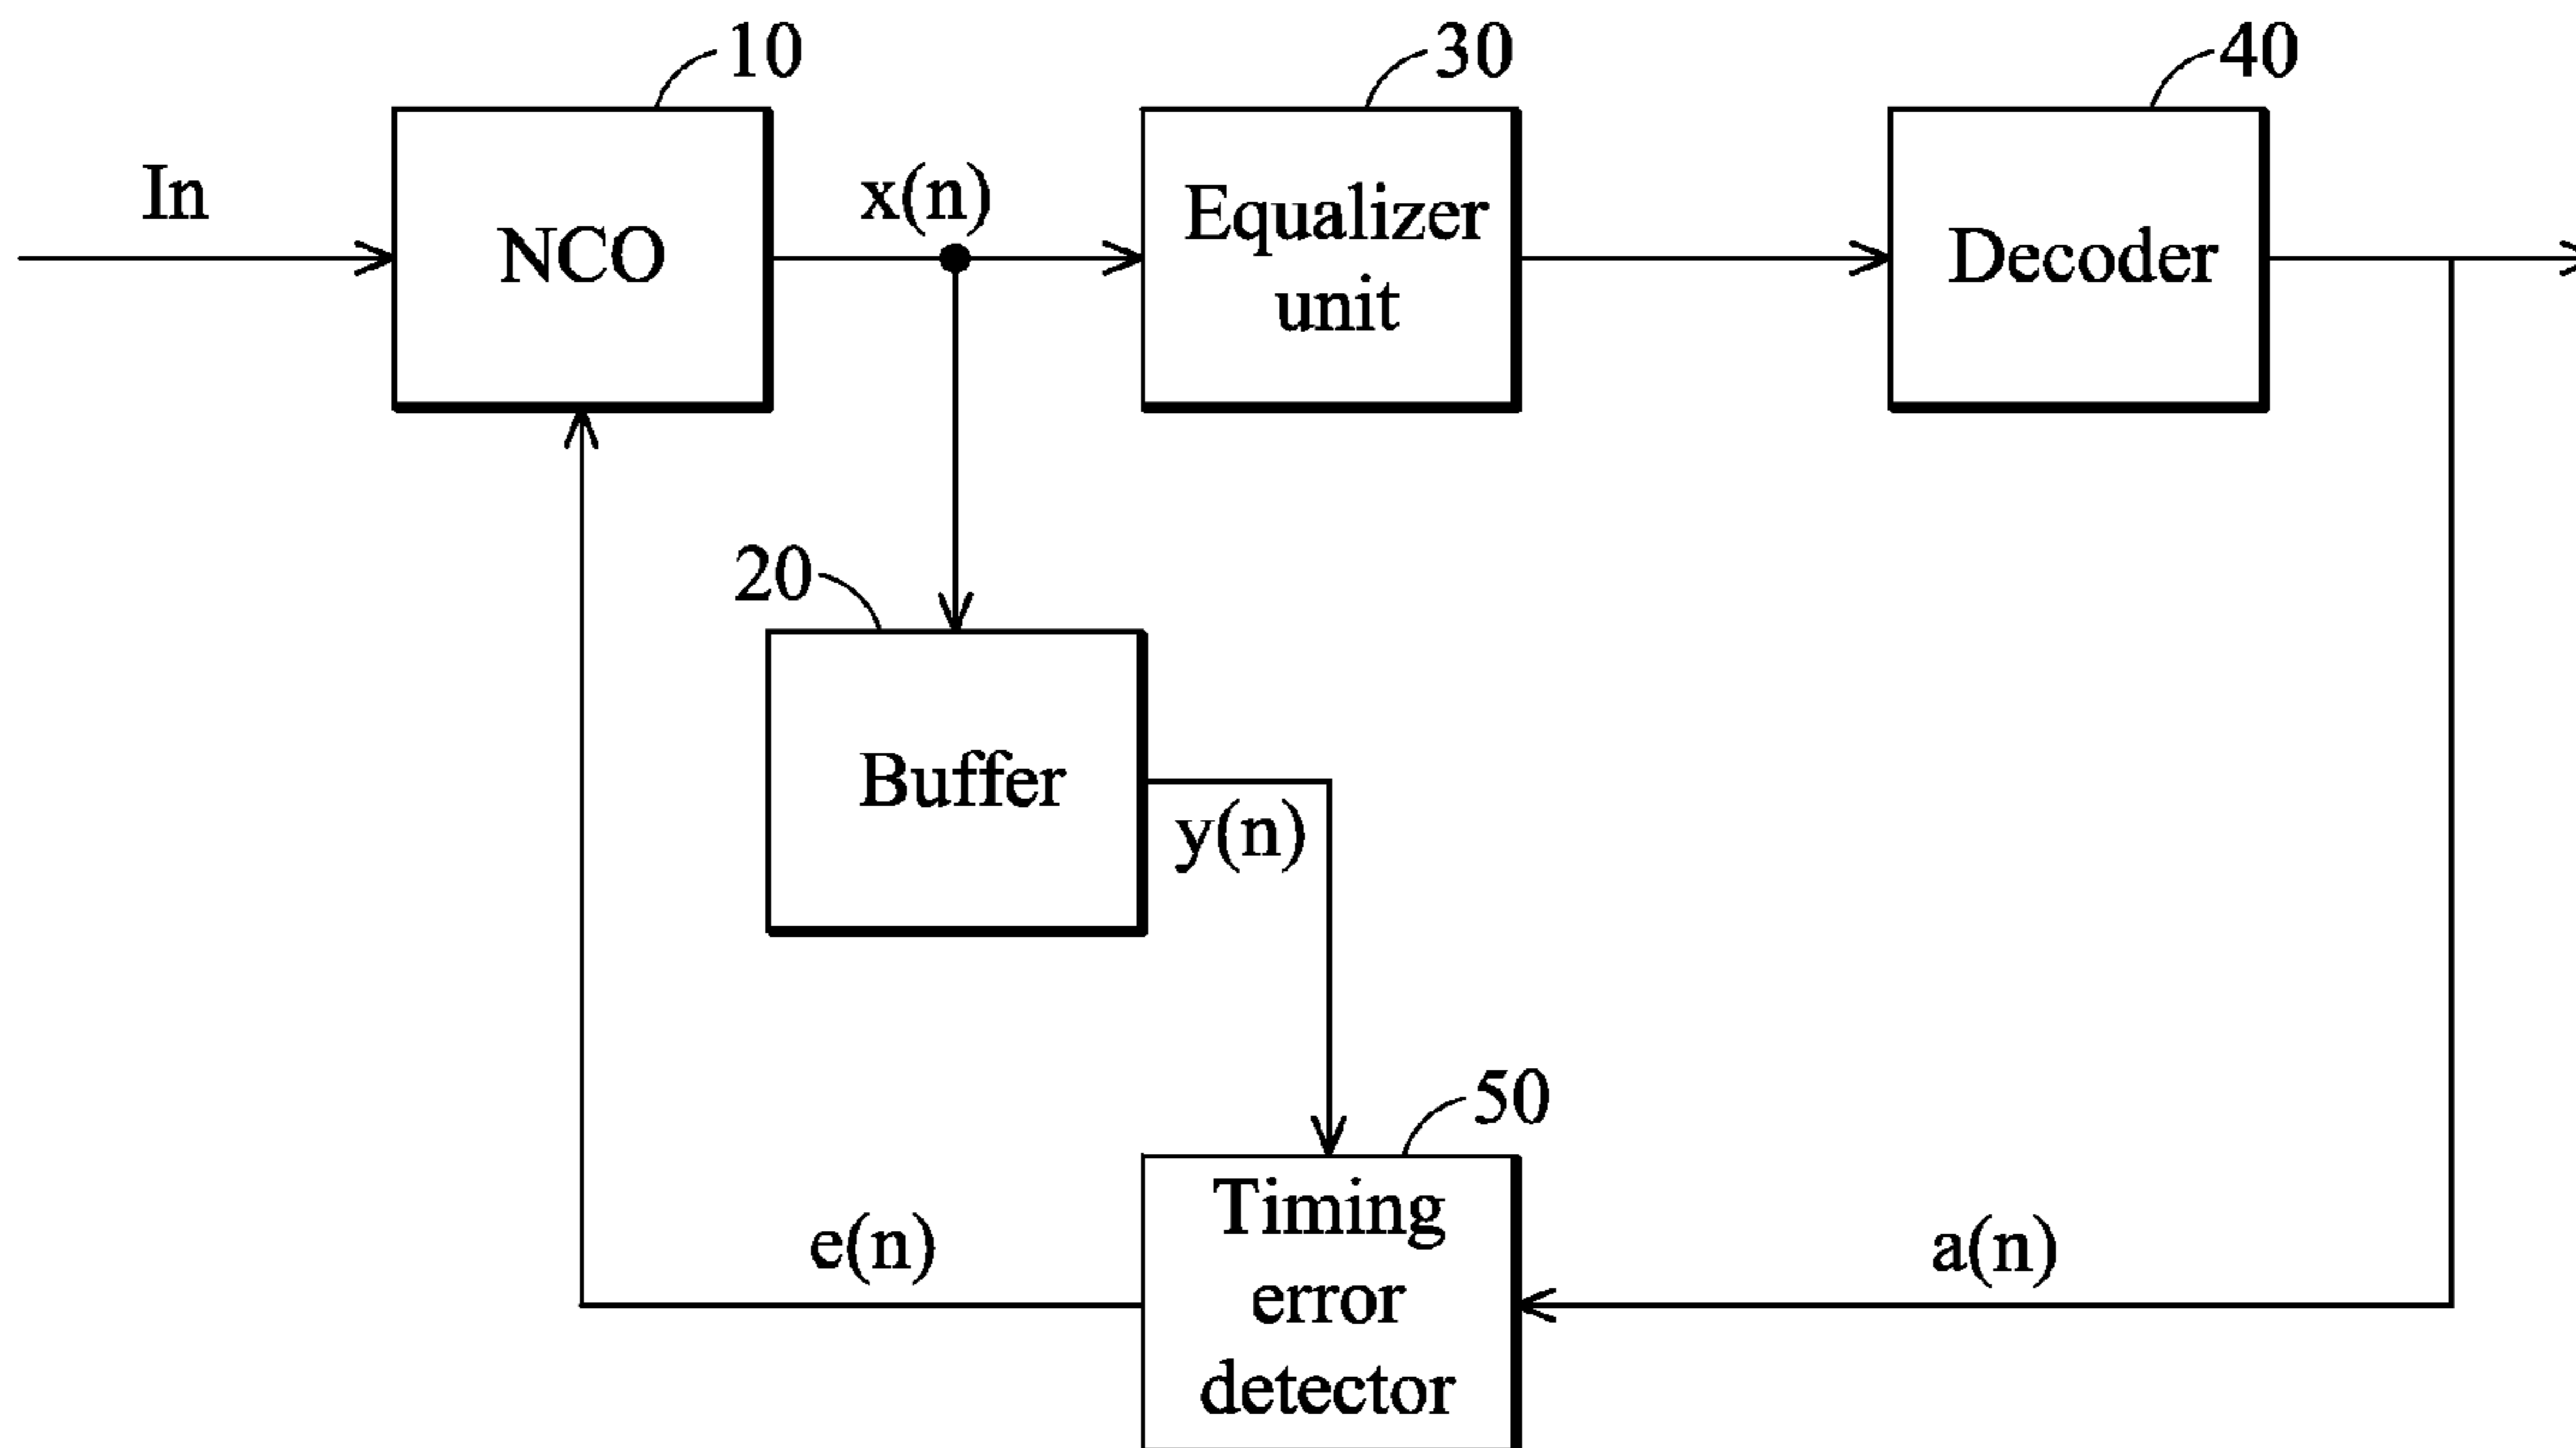 10
30
40
In
NCO
x(n)
Equalizer
unit
Decoder
20
Buffer
y(n)
50
Timing
error
detector
e(n)
a(n)